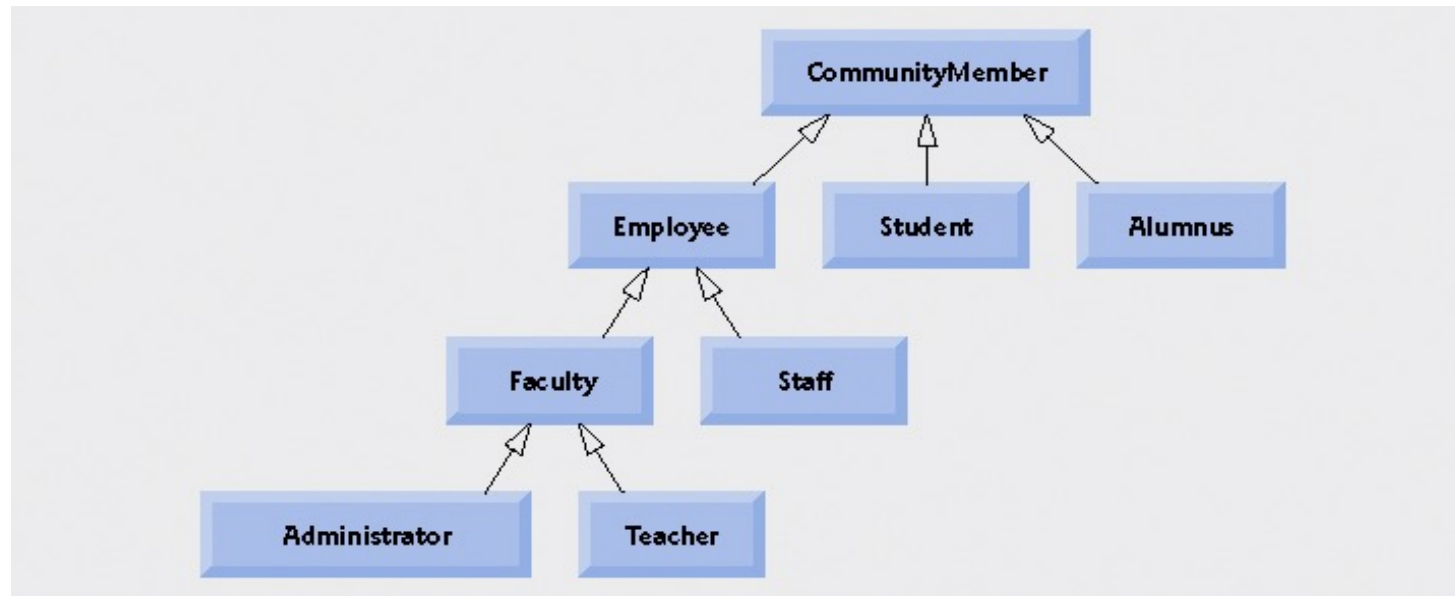 CommunityMember
Employee
Student
Alumnus
Faculty
Staff
Administrator
Teacher